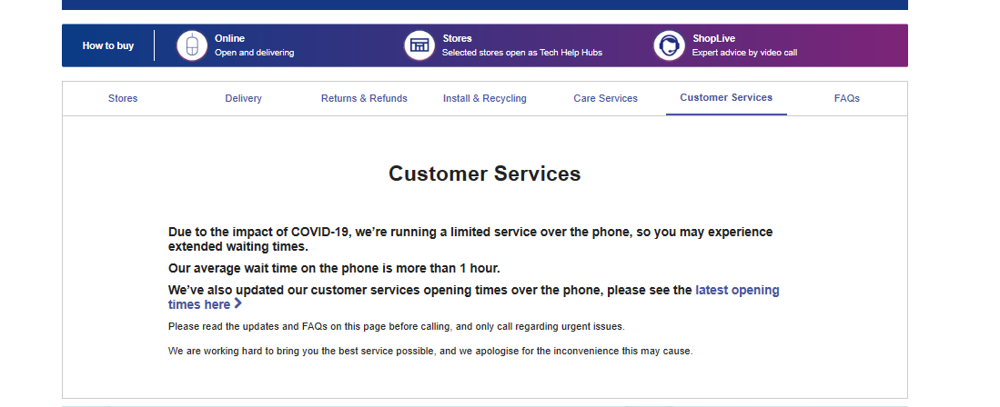 How to buy
Online
Open and delivering
Stores
Selected stores open as Tech Help Hubs
ShopLive
Expert advice by video call
Stores
Delivery
Returns & Refunds
Install & Recycling
Care Services
Customer Services
FAQs
Customer Services
Due to the impact of COVID-19, we’re running a limited service over the phone, so you may experience
extended waiting times.
Our average wait time on the phone is more than 1 hour.
We’ve also updated our customer services opening times over the phone, please see the latest opening
times here
Please read the updates and FAQs on this page before calling, and only call regarding urgent issues.
We are working hard to bring you the best service possible, and we apologise for the inconvenience this may cause.